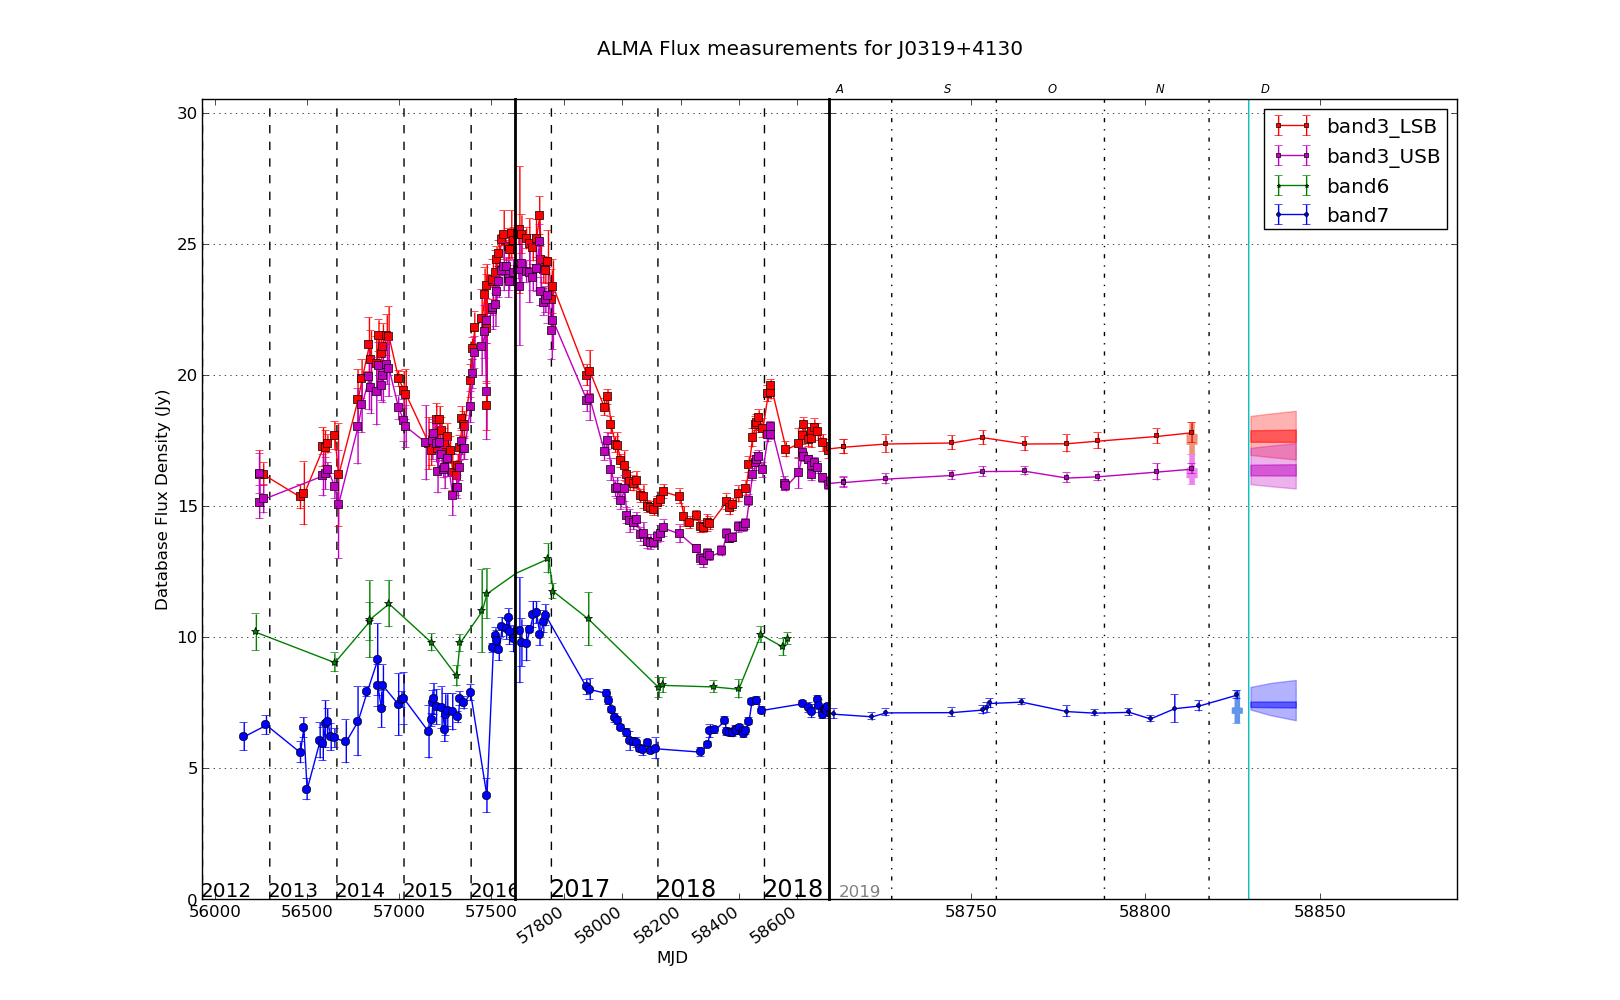 ALMA Flux measurements for J0319+4130
A S O N D
30
25
20
15
10
5
0
Database Flux Density (Jy)
band3_LSB
band3_USB
band6
band7
2012 2013 2014 2015 2016 2017 2018 2018 2019
56000 56500 57000 57500 57800 58000 58200 58400 58600 58750 58800 58850
MJD